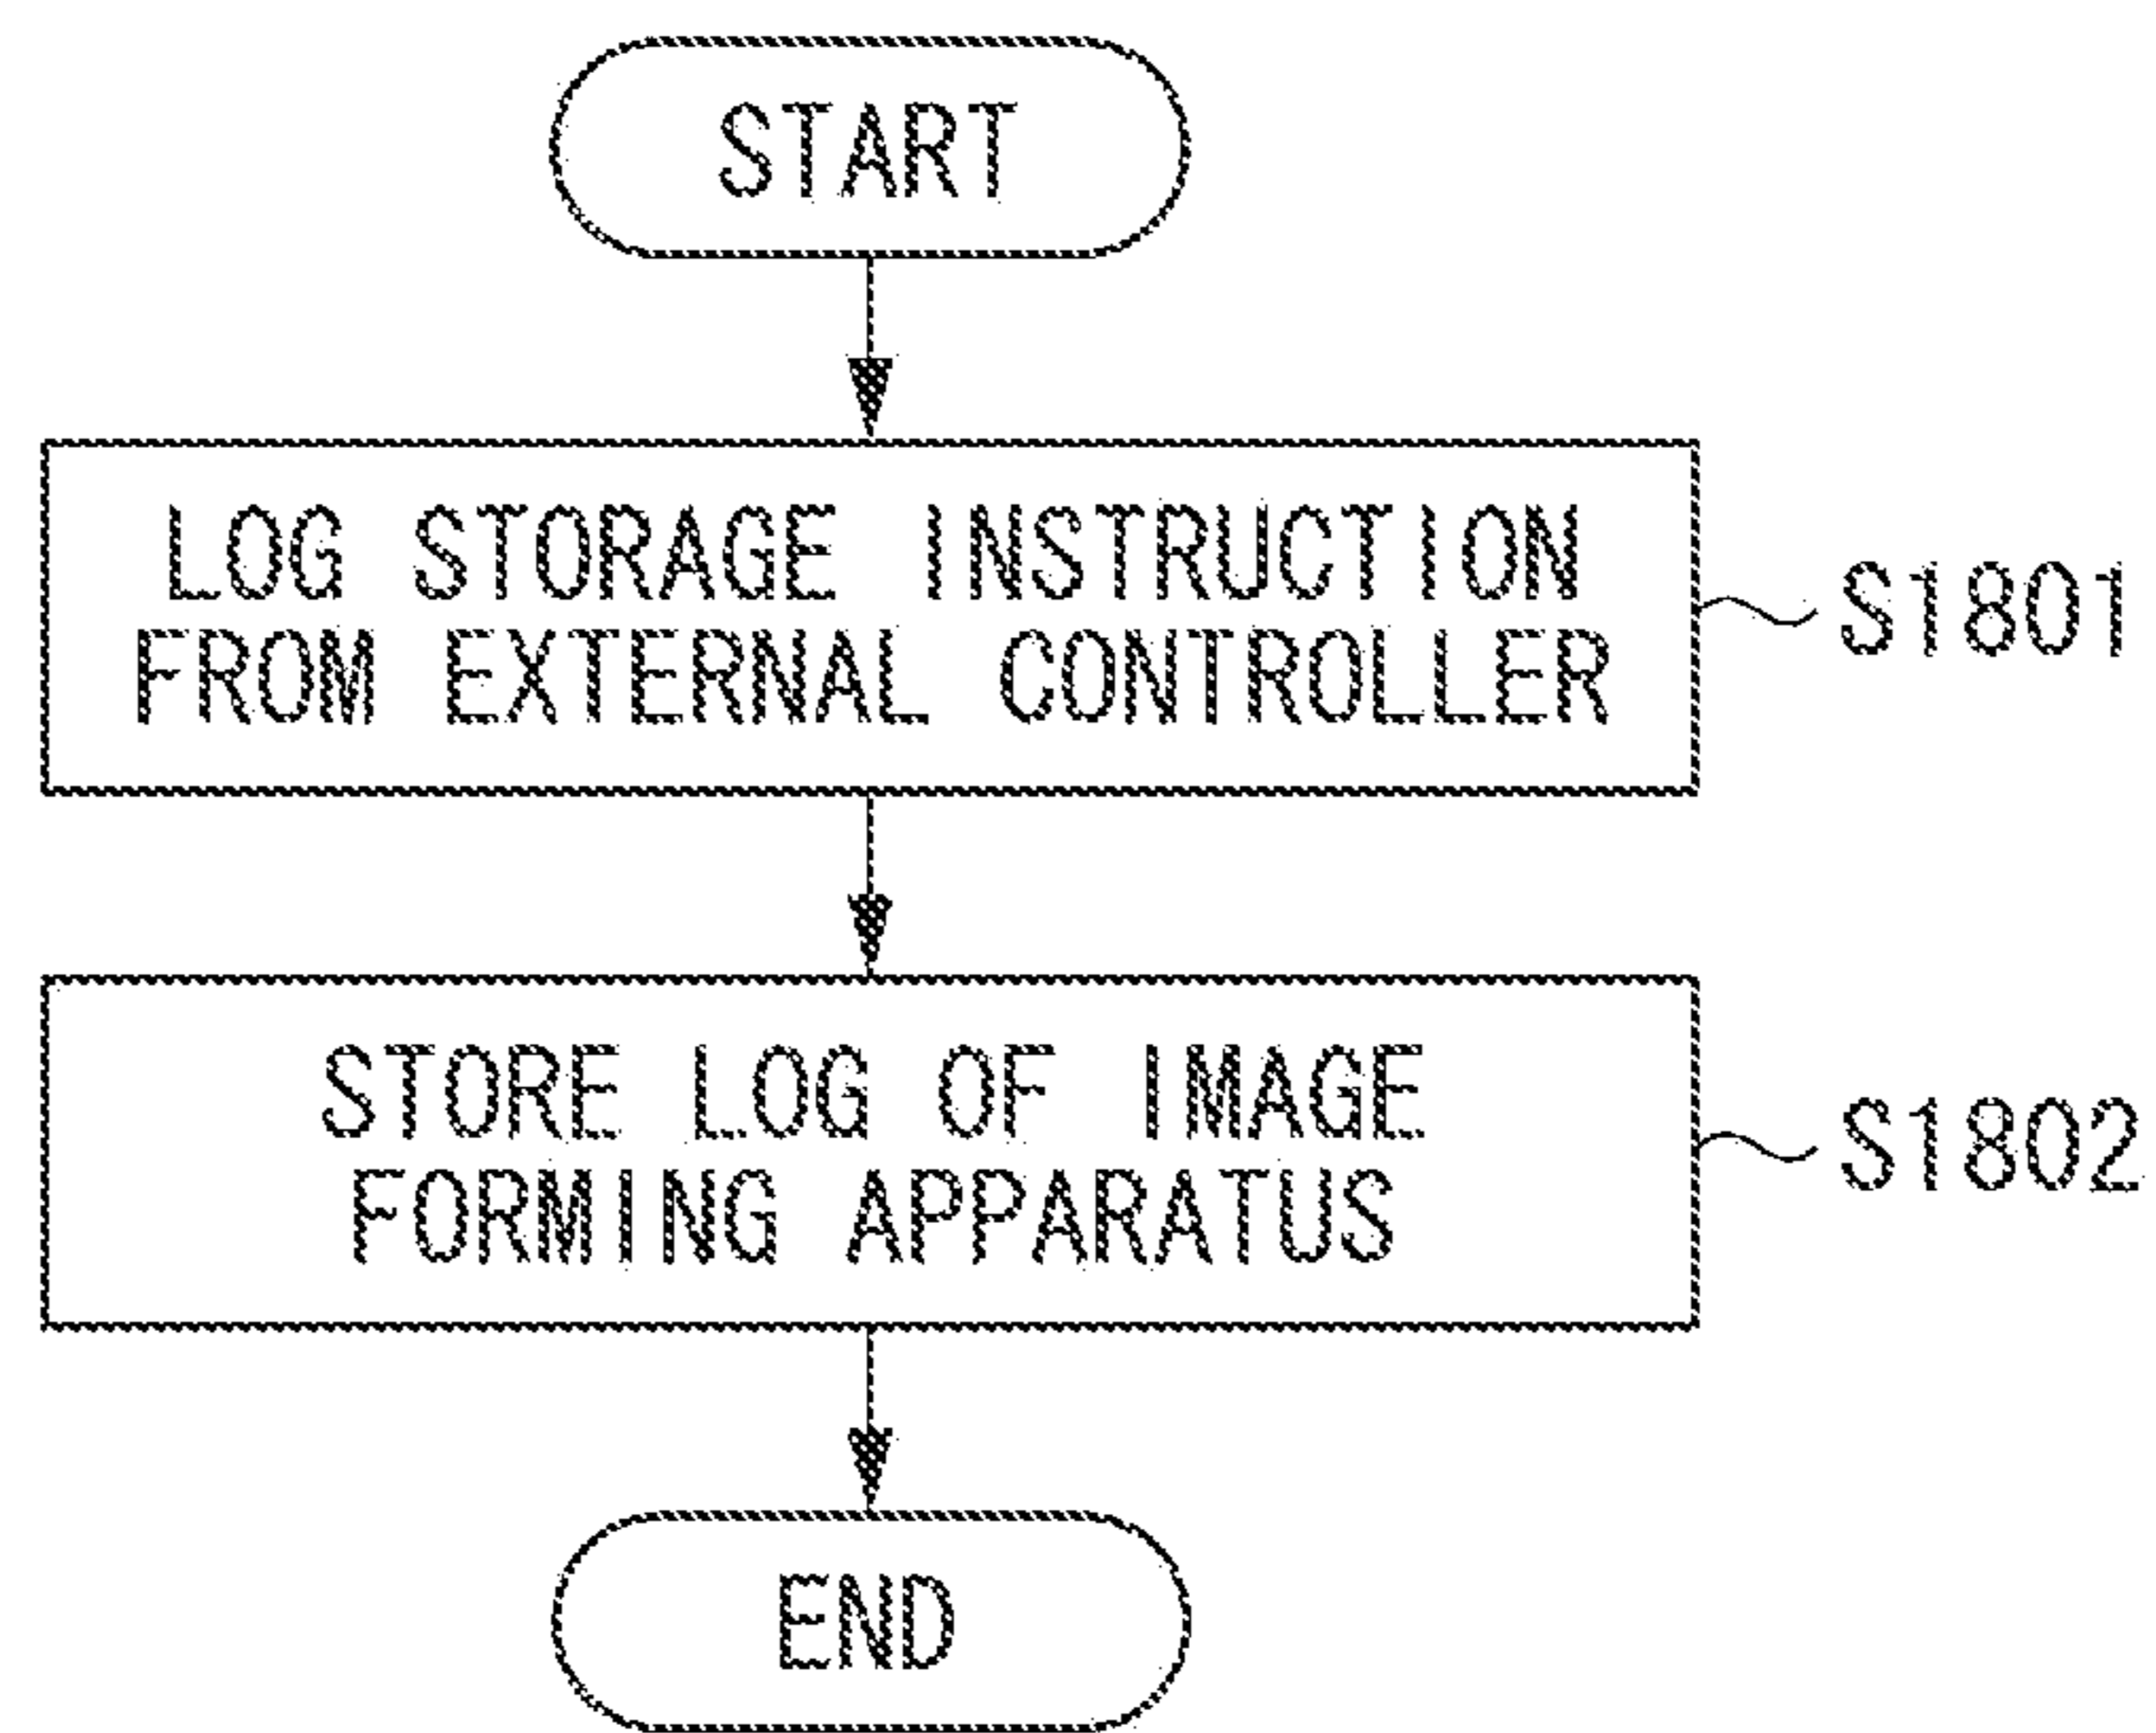 START
LOG STORAGE INSTRUCTION
FROM EXTERNAL CONTROLLER
S1801
STORE LOG OF IMAGE
FORMING APPARATUS
S1802
END